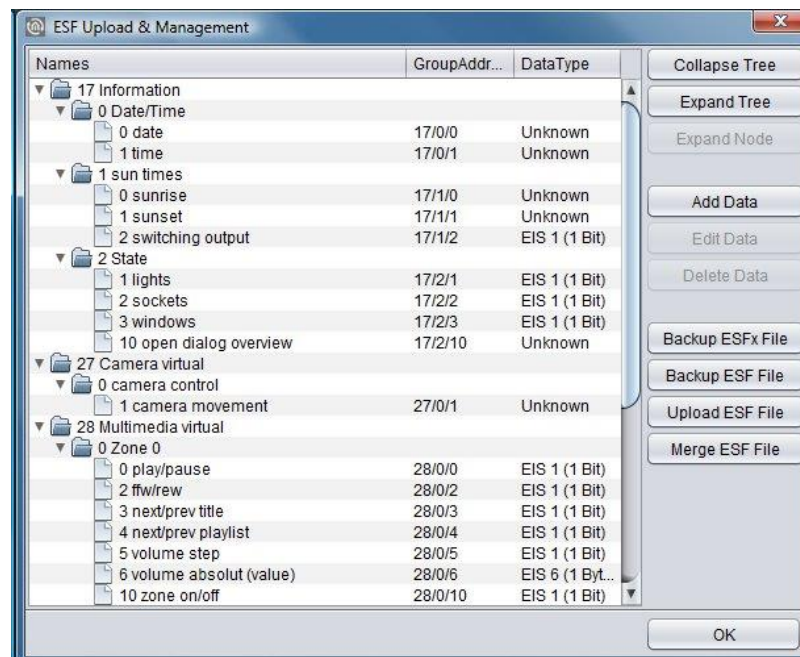 ESF Upload & Management
Names GroupAddr... DataType
17 Information
0 Date/Time
0 date 17/0/0 Unknown
1 time 17/0/1 Unknown
1 sun times
0 sunrise 17/1/0 Unknown
1 sunset 17/1/1 Unknown
2 switching output 17/1/2 EIS 1 (1 Bit)
2 State
1 lights 17/2/1 EIS 1 (1 Bit)
2 sockets 17/2/2 EIS 1 (1 Bit)
3 windows 17/2/3 EIS 1 (1 Bit)
10 open dialog overview 17/2/10 Unknown
27 Camera virtual
0 camera control
1 camera movement 27/0/1 Unknown
28 Multimedia virtual
0 Zone 0
0 play/pause 28/0/0 EIS 1 (1 Bit)
2 ffw/rew 28/0/2 EIS 1 (1 Bit)
3 next/prev title 28/0/3 EIS 1 (1 Bit)
4 next/prev playlist 28/0/4 EIS 1 (1 Bit)
5 volume step 28/0/5 EIS 1 (1 Bit)
6 volume absolut (value) 28/0/6 EIS 6 (1 Byt...
10 zone on/off 28/0/10 EIS 1 (1 Bit)
Collapse Tree
Expand Tree
Expand Node
Add Data
Edit Data
Delete Data
Backup ESFx File
Backup ESF File
Upload ESF File
Merge ESF File
OK